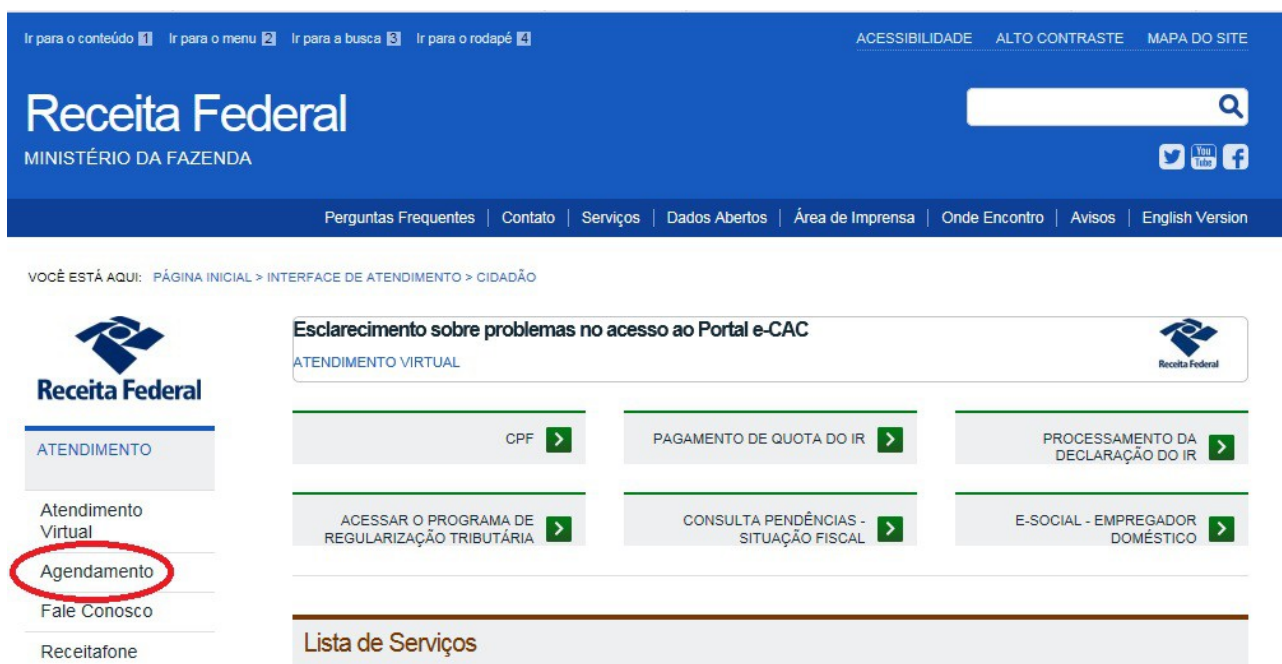 Ir para o conteúdo 1 Ir para o menu 2 Ir para a busca 3 Ir para o rodapé 4
ACESSIBILIDADE ALTO CONTRASTE MAPA DO SITE
Receita Federal
MINISTÉRIO DA FAZENDA
You Tube
Perguntas Frequentes | Contato | Serviços | Dados Abertos | Área de Imprensa | Onde Encontro | Avisos | English Version
VOCÊ ESTÁ AQUI: PÁGINA INICIAL > INTERFACE DE ATENDIMENTO > CIDADÃO
Receita Federal
ATENDIMENTO
Atendimento
Virtual
Agendamento
Fale Conosco
Receitafone
Esclarecimento sobre problemas no acesso ao Portal e-CAC
ATENDIMENTO VIRTUAL
Receita Federal
CPF
PAGAMENTO DE QUOTA DO IR
PROCESSAMENTO DA
DECLARAÇÃO DO IR
ACESSAR O PROGRAMA DE
REGULARIZAÇÃO TRIBUTÁRIA
CONSULTA PENDÊNCIAS -
SITUAÇÃO FISCAL
E-SOCIAL - EMPREGADOR
DOMÉSTICO
Lista de Serviços